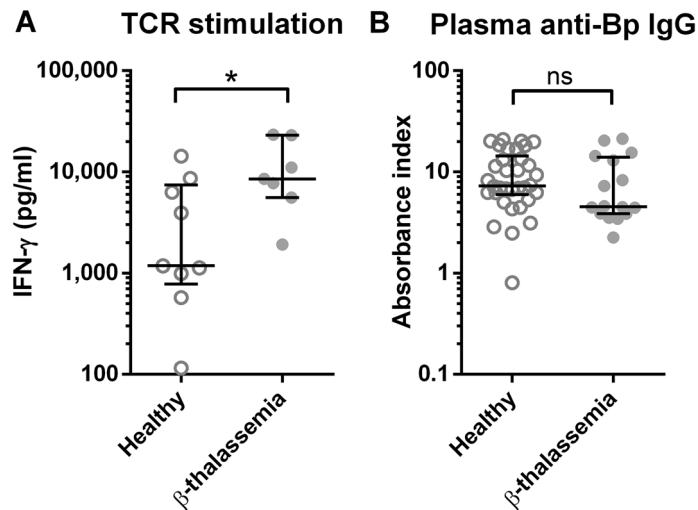 A TCR stimulation
IFN-γ (pg/ml)
100,000
10,000
1,000
100
*
Healthy
β-thalassemia
B Plasma anti-Bp IgG
Absorbance index
100
10
1
0.1
ns
Healthy
β-thalassemia